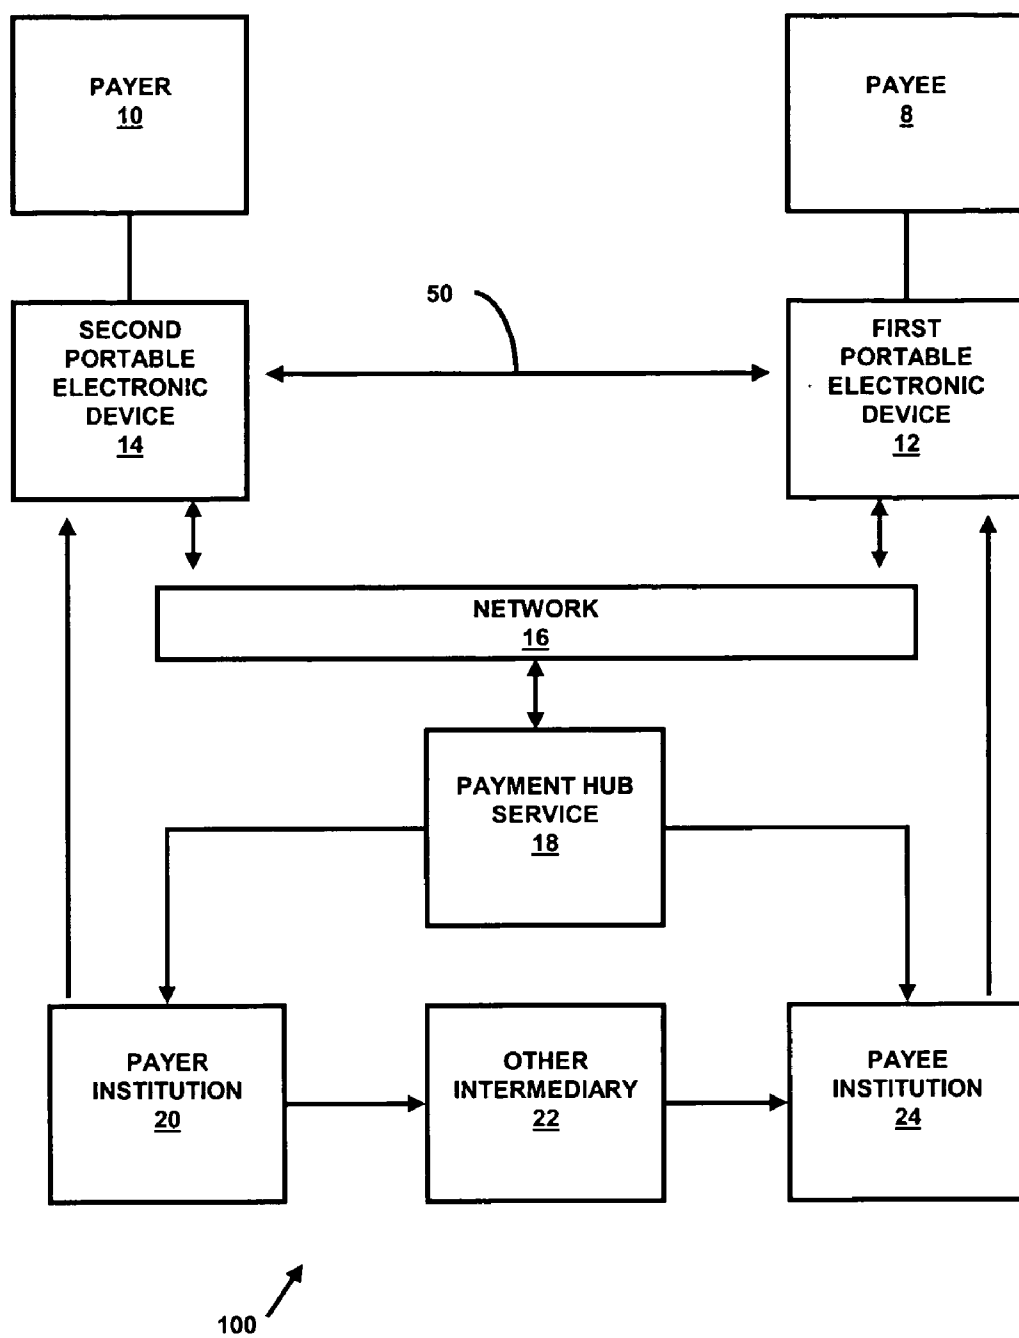 PAYER
10
PAYEE
8
50
SECOND
PORTABLE
ELECTRONIC
DEVICE
14
FIRST
PORTABLE
ELECTRONIC
DEVICE
12
NETWORK
16
PAYMENT HUB
SERVICE
18
PAYER
INSTITUTION
20
OTHER
INTERMEDIARY
22
PAYEE
INSTITUTION
24
100